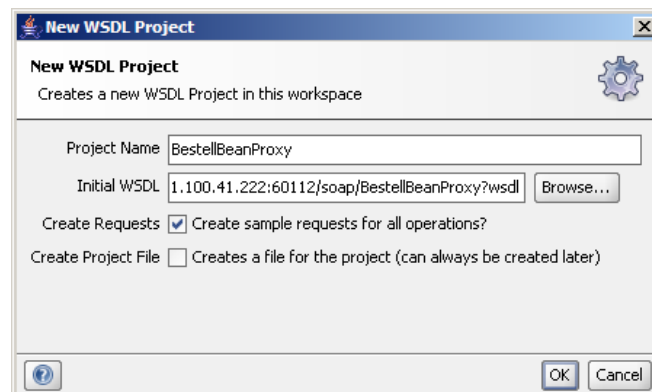 New WSDL Project
New WSDL Project
Creates a new WSDL Project in this workspace
Project Name BestellBeanProxy
Initial WSDL 1.100.41.222:60112/soap/BestellBeanProxy?wsdl Browse...
Create Requests Create sample requests for all operations?
Create Project File Creates a file for the project (can always be created later)
OK Cancel